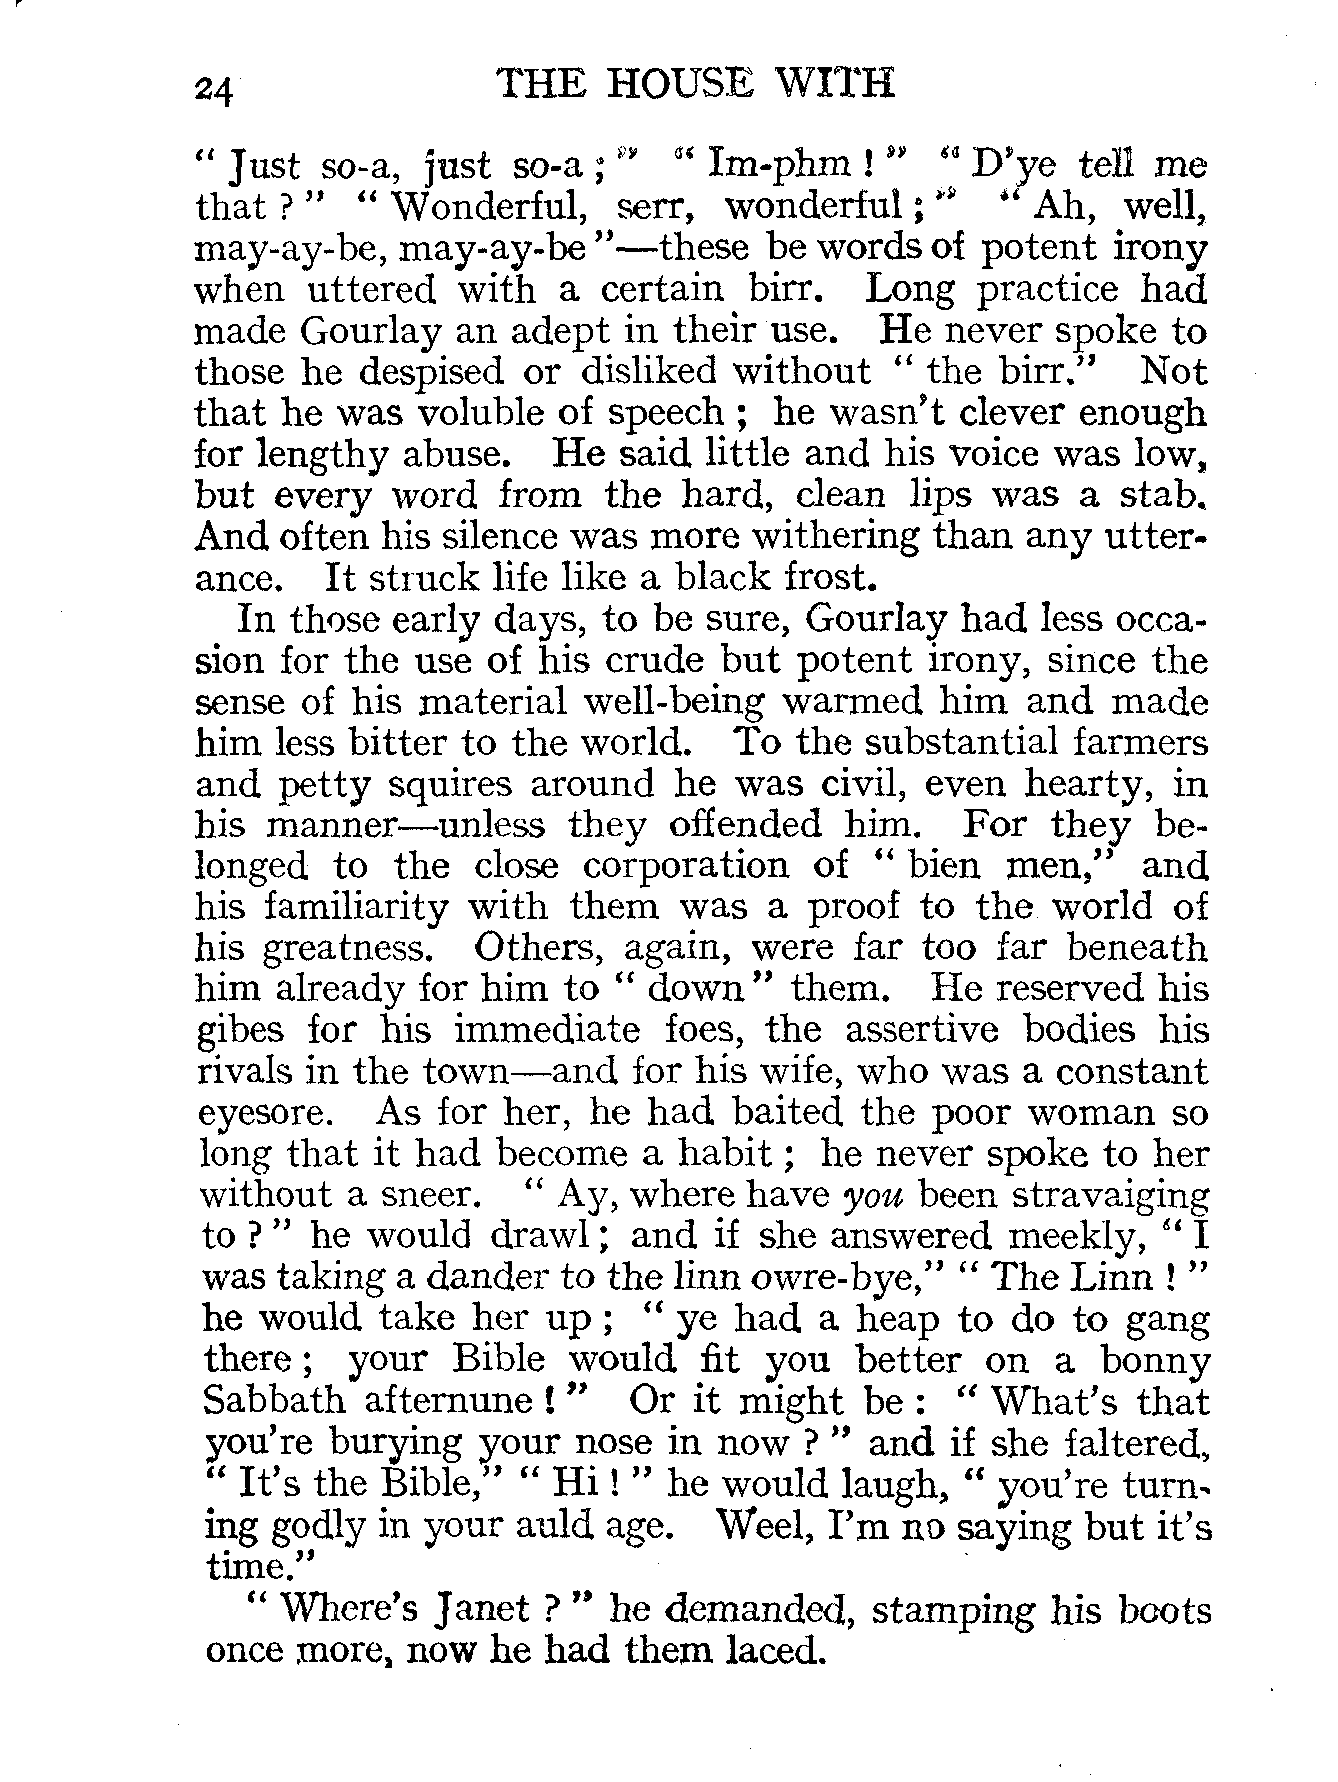 24 THE HOUSE WITH
“ Just so-a, just so-a ; ” “ Im-phm ! ” “ D’ye tell me
that ? ” “ Wonderful, serr, wonderful ; ” “ Ah, well,
may-ay-be, may-ay-be ”—these be words of potent irony
when uttered with a certain birr. Long practice had
made Gourlay an adept in their use. He never spoke to
those he despised or disliked without “ the birr.” Not
that he was voluble of speech ; he wasn’t clever enough
for lengthy abuse. He said little and his voice was low,
but every word from the hard, clean lips was a stab.
And often his silence was more withering than any utter-
ance. It struck life like a black frost.
In those early days, to be sure, Gourlay had less occa-
sion for the use of his crude but potent irony, since the
sense of his material well-being warmed him and made
him less bitter to the world. To the substantial farmers
and petty squires around he was civil, even hearty, in
his manner—unless they offended him. For they be-
longed to the close corporation of “ bien men,” and
his familiarity with them was a proof to the world of
his greatness. Others, again, were far too far beneath
him already for him to “ down ” them. He reserved his
gibes for his immediate foes, the assertive bodies his
rivals in the town—and for his wife, who was a constant
eyesore. As for her, he had baited the poor woman so
long that it had become a habit ; he never spoke to her
without a sneer. “ Ay, where have you been stravaiging
to ? ” he would drawl ; and if she answered meekly, “ I
was taking a dander to the linn owre-bye,” “ The Linn ! ”
he would take her up ; “ ye had a heap to do to gang
there ; your Bible would fit you better on a bonny
Sabbath afternune ! ” Or it might be : “ What’s that
you’re burying your nose in now ? ” and if she faltered,
“ It’s the Bible,” “ Hi ! ” he would laugh, “ you’re turn-
ing godly in your auld age. Weel, I’m no saying but it’s
time.”
“ Where’s Janet ? ” he demanded, stamping his boots
once more, now he had them laced.